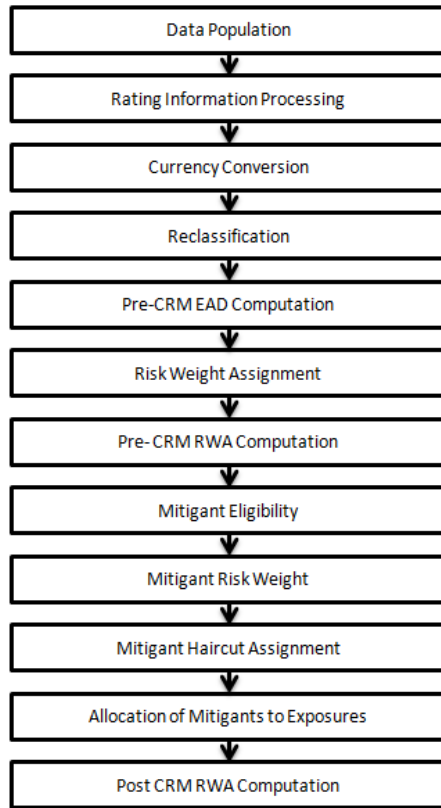 Data Population
Rating Information Processing
Currency Conversion
Reclassification
Pre-CRM EAD Computation
Risk Weight Assignment
Pre- CRM RWA Computation
Mitigant Eligibility
Mitigant Risk Weight
Mitigant Haircut Assignment
Allocation of Mitigants to Exposures
Post CRM RWA Computation